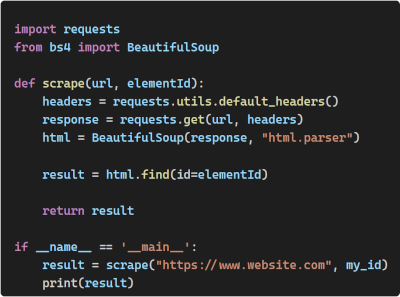 import requests
from bs4 import BeautifulSoup
def scrape(url, elementId):
headers = requests.utils.default_headers()
response = requests.get(url, headers)
html = BeautifulSoup(response, "html.parser")
result = html.find(id=elementId)
return result
if __name__ == '__main__':
result = scrape("https://www.website.com", my_id)
print(result)